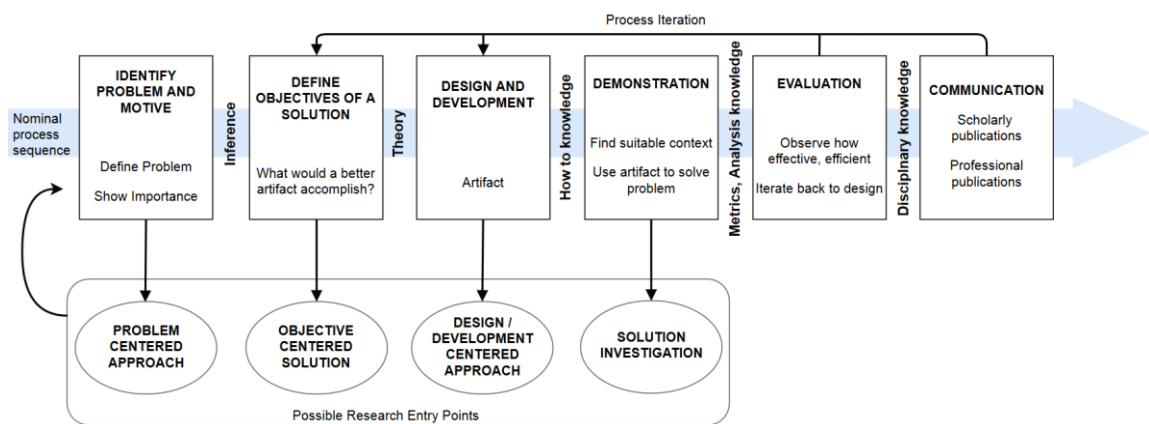 Process Iteration
Nominal
process
sequence
IDENTIFY
PROBLEM AND
MOTIVE
Define Problem
Show Importance
Inference
DEFINE
OBJECTIVES OF A
SOLUTION
What would a better
artifact accomplish?
Theory
DESIGN AND
DEVELOPMENT
Artifact
How to knowledge
DEMONSTRATION
Find suitable context
Use artifact to solve
problem
Metrics, Analysis knowledge
EVALUATION
Observe how
effective, efficient
Iterate back to design
Disciplinary knowledge
COMMUNICATION
Scholarly
publications
Professional
publications
PROBLEM
CENTERED
APPROACH
OBJECTIVE
CENTERED
SOLUTION
DESIGN /
DEVELOPMENT
CENTERED
APPROACH
SOLUTION
INVESTIGATION
Possible Research Entry Points